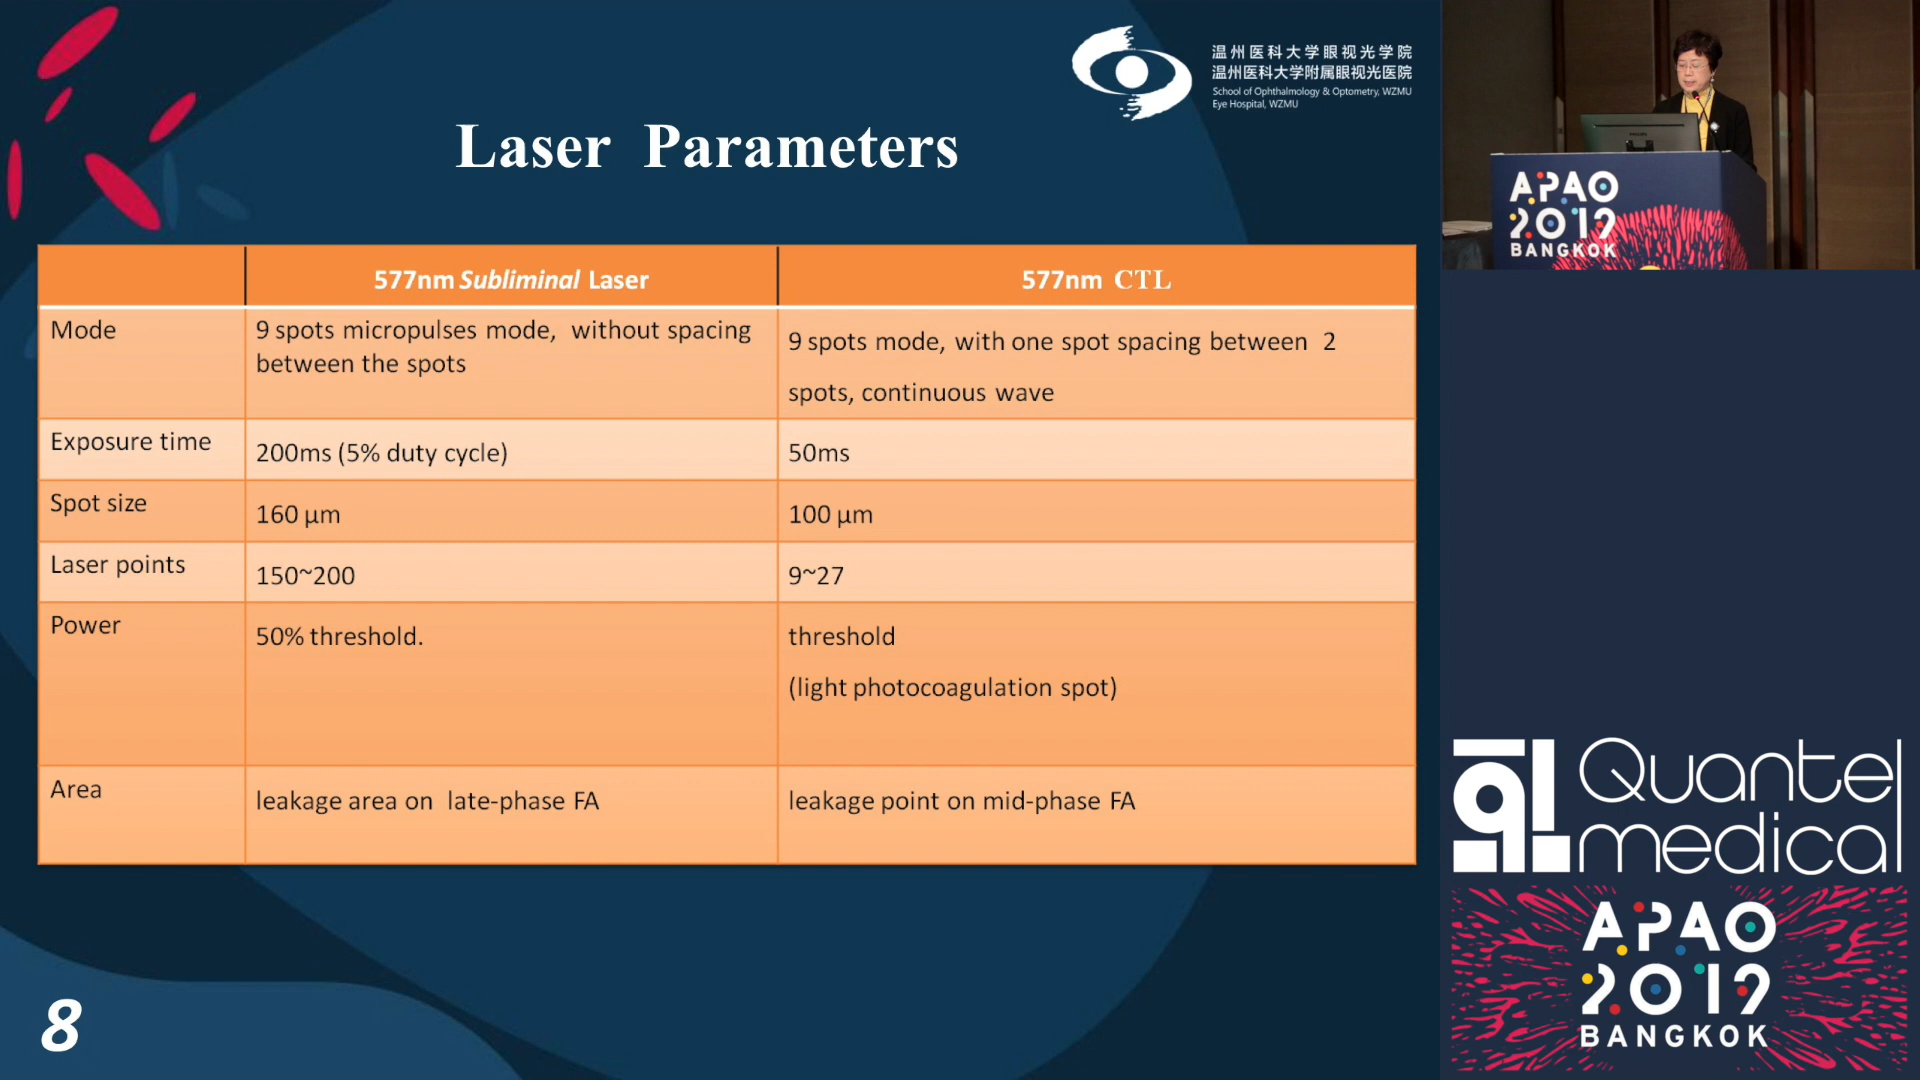 温州医科大学眼视光学院
温州医科大学附属眼视光医院
School of Ophthalmology & Optometry, WZMU
Eye Hospital, WZMU
Laser Parameters
577nm Subliminal Laser
577nm CTL
Mode
9 spots micropulses mode, without spacing
between the spots
9 spots mode, with one spot spacing between 2
spots, continuous wave
Exposure time
200ms (5% duty cycle)
50ms
Spot size
160 μm
100 μm
Laser points
150~200
9~27
Power
50% threshold.
threshold
(light photocoagulation spot)
Area
leakage area on late-phase FA
leakage point on mid-phase FA
8
APAO
2019
BANGKOK
Quantel
medical
APAO
2019
BANGKOK